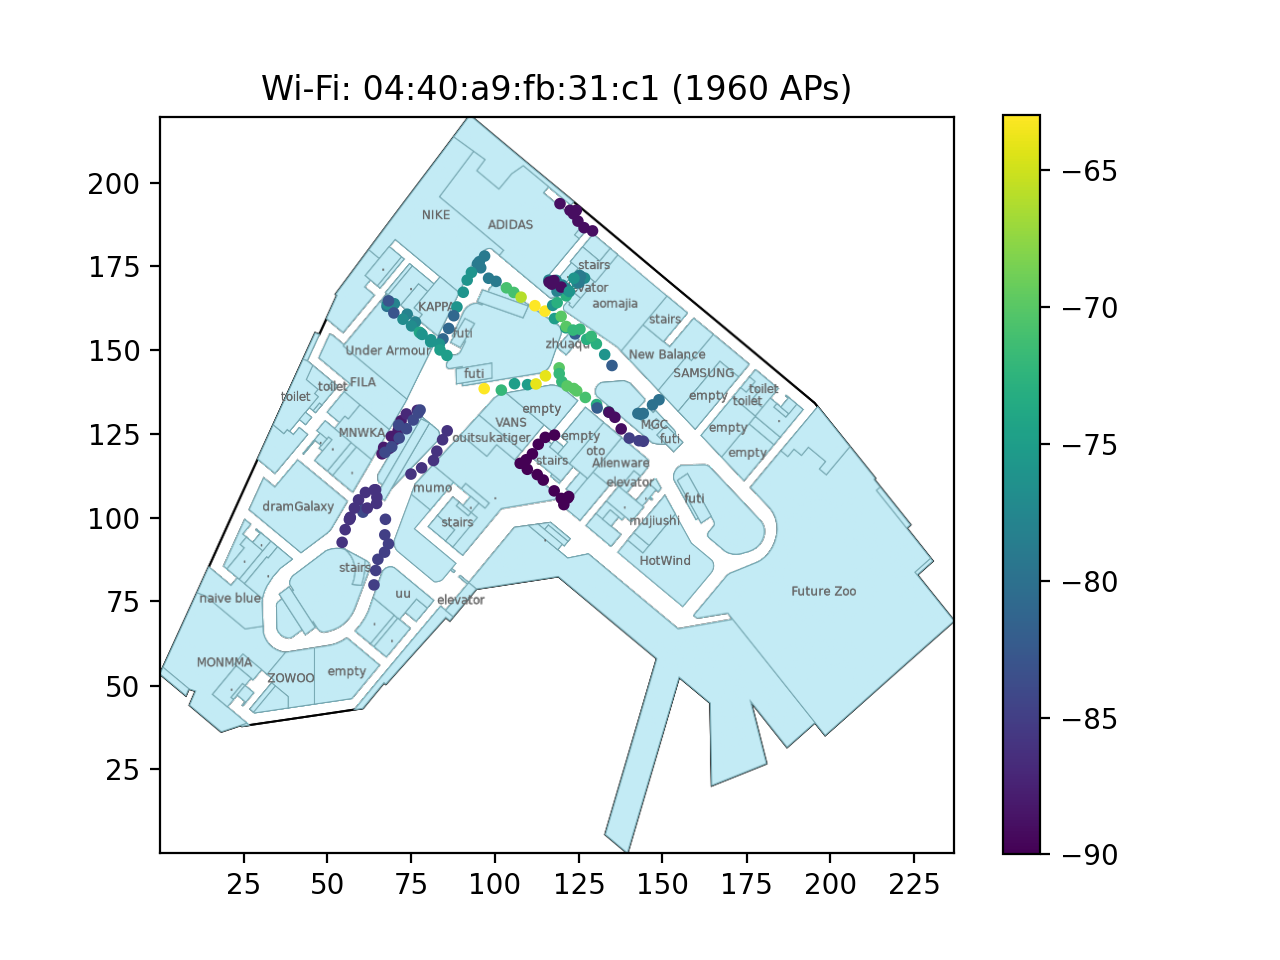 Wi-Fi: 04:40:a9:fb:31:c1 (1960 APs)
200
175
150
125
100
75
50
25
25
50
75
100
125
150
175
200
225
−65
−70
−75
−80
−85
−90
NIKE
ADIDAS
stairs
aomajia
stairs
KAPPA
futi
zhuaqu
Under Armour
New Balance
SAMSUNG
futi
FILA
toilet
toilet
toilet
toilet
empty
empty
VANS
MGC
empty
MNWKA
ouitsukatiger
empty
futi
oto
empty
stairs
Alienware
elevator
mumo
futi
dramGalaxy
stairs
mujiushi
HotWind
stairs
uu
elevator
naive blue
Future Zoo
MONMMA
ZOWOO
empty